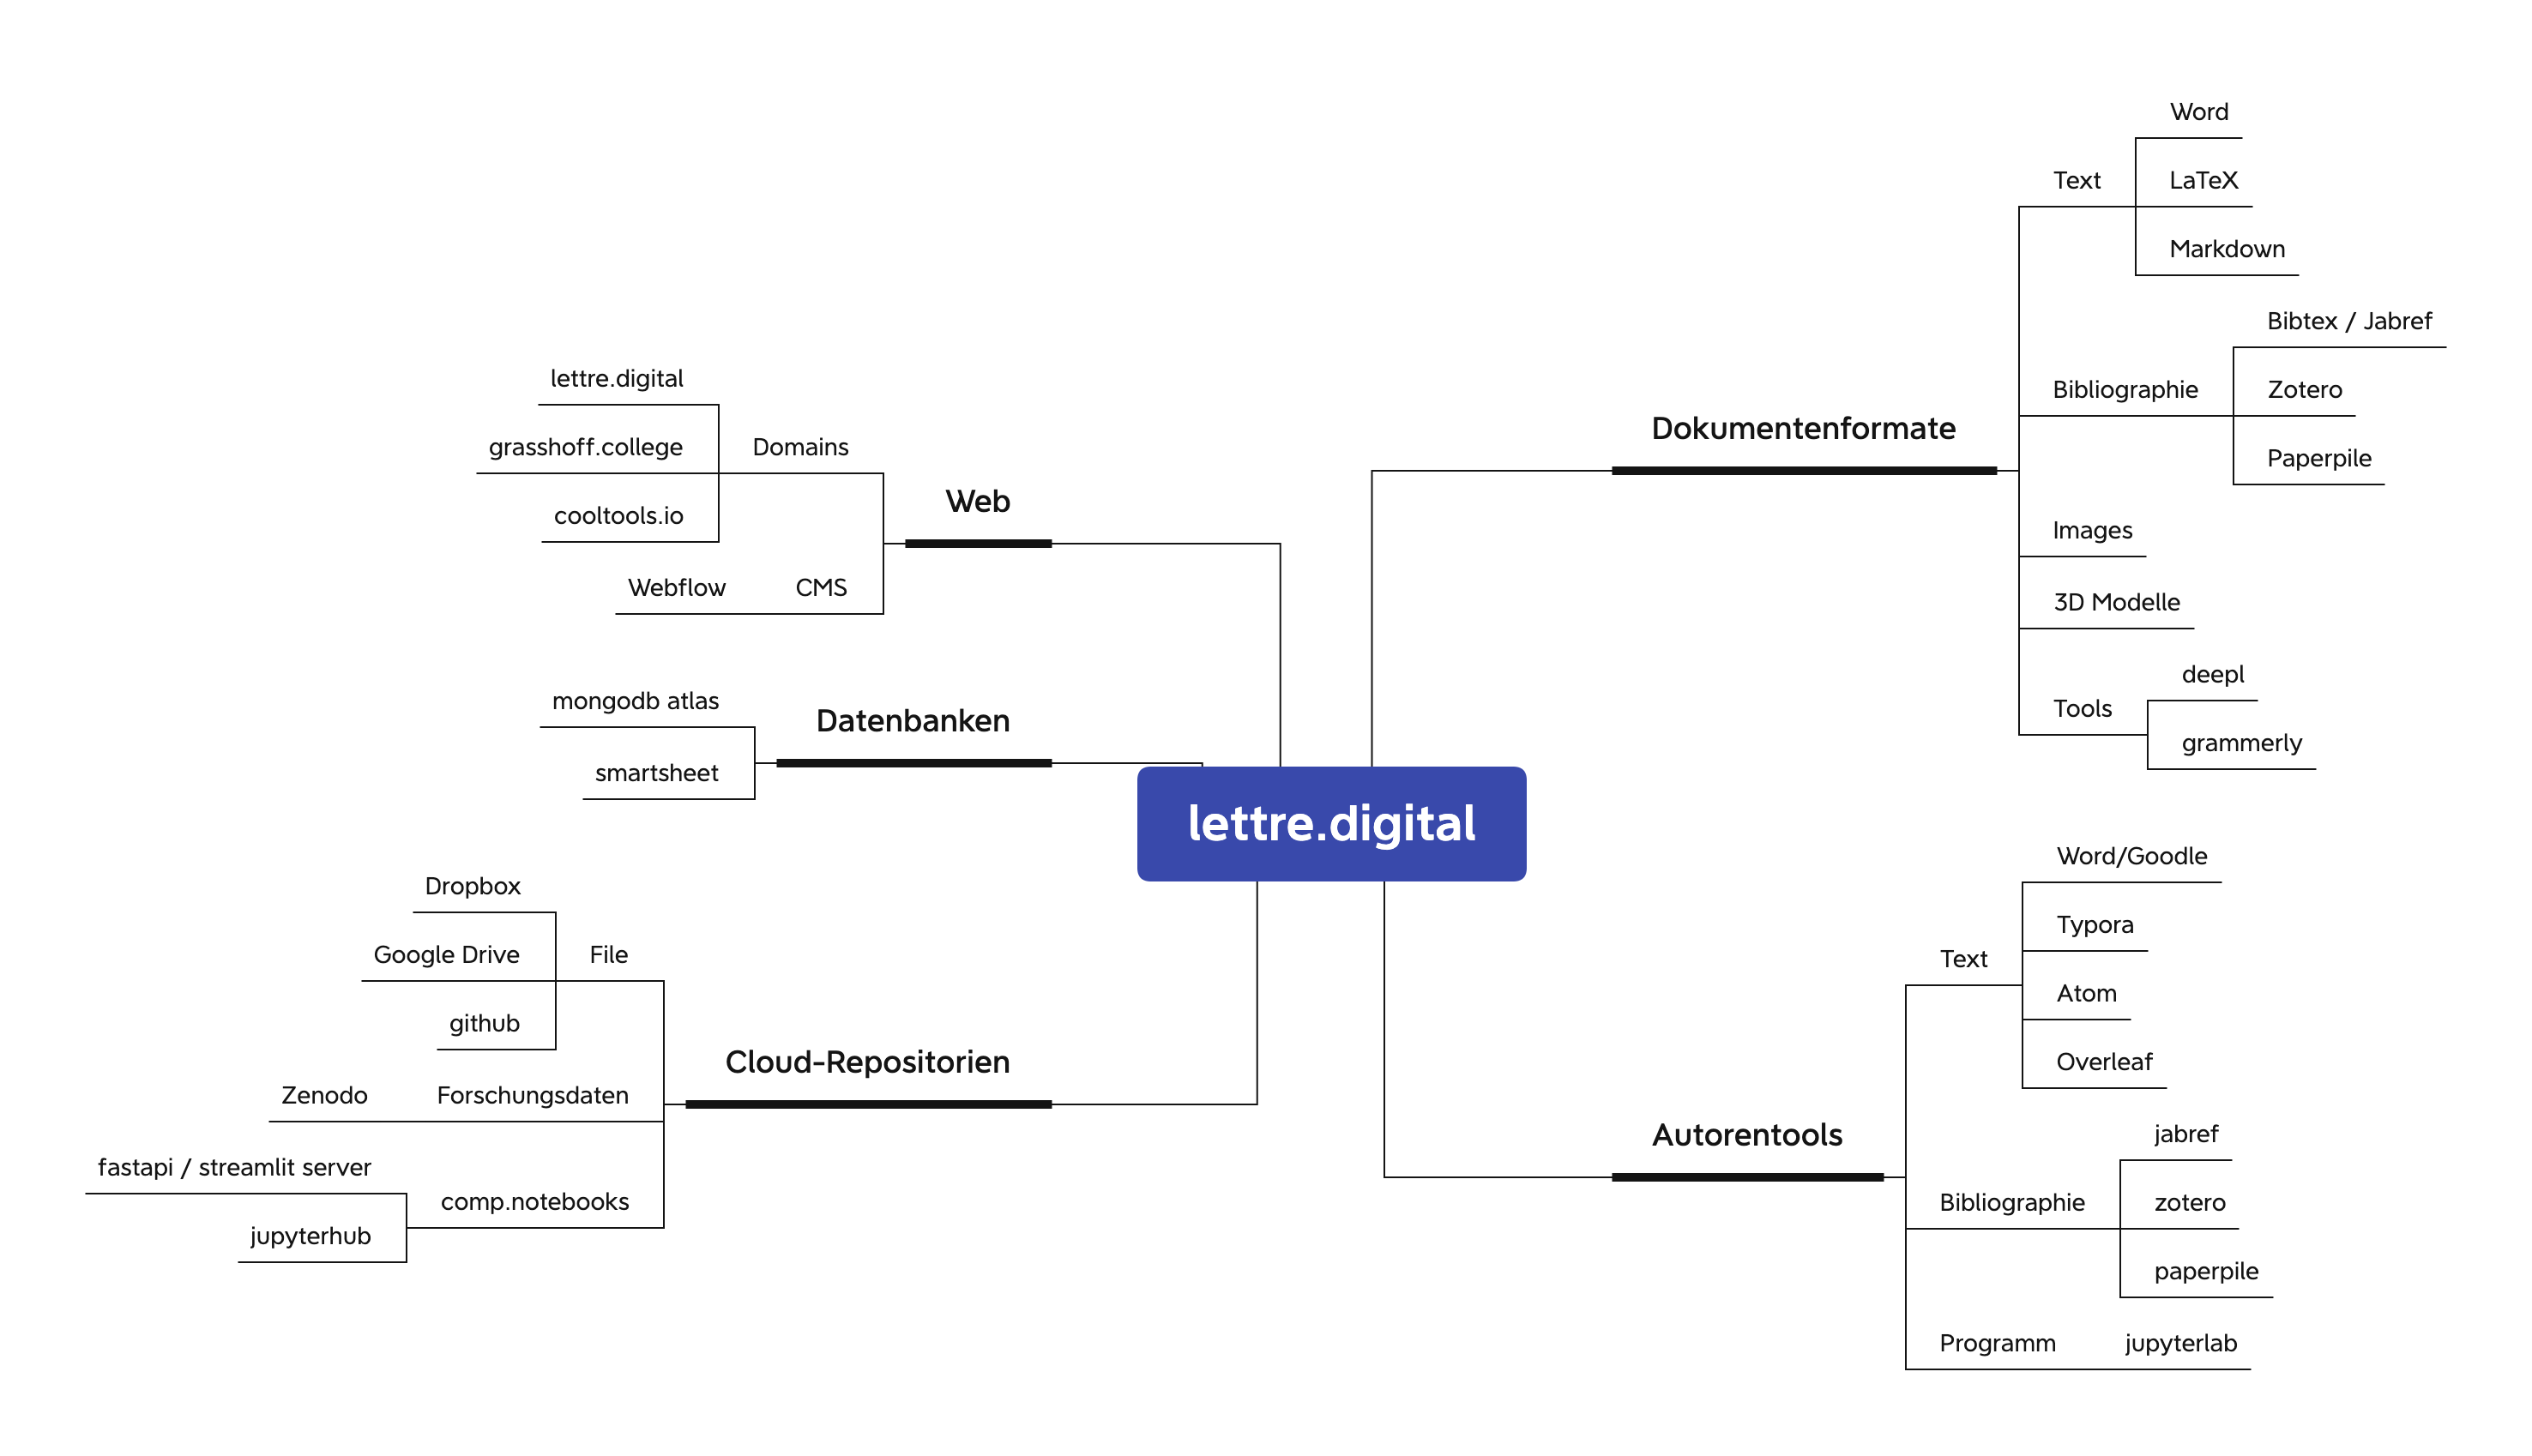 lettre.digital
Dokumentenformate
Text
Word
LaTeX
Markdown
Bibliographie
Bibtex / Jabref
Zotero
Paperpile
Images
3D Modelle
Tools
deepl
grammerly
Autorentools
Text
Word/Goodle
Typora
Atom
Overleaf
Bibliographie
jabref
zotero
paperpile
Programm
jupyterlab
Web
Domains
lettre.digital
grasshoff.college
cooltools.io
CMS
Webflow
Datenbanken
mongodb atlas
smartsheet
Cloud-Repositorien
File
Dropbox
Google Drive
github
Forschungsdaten
Zenodo
comp.notebooks
fastapi / streamlit server
jupyterhub